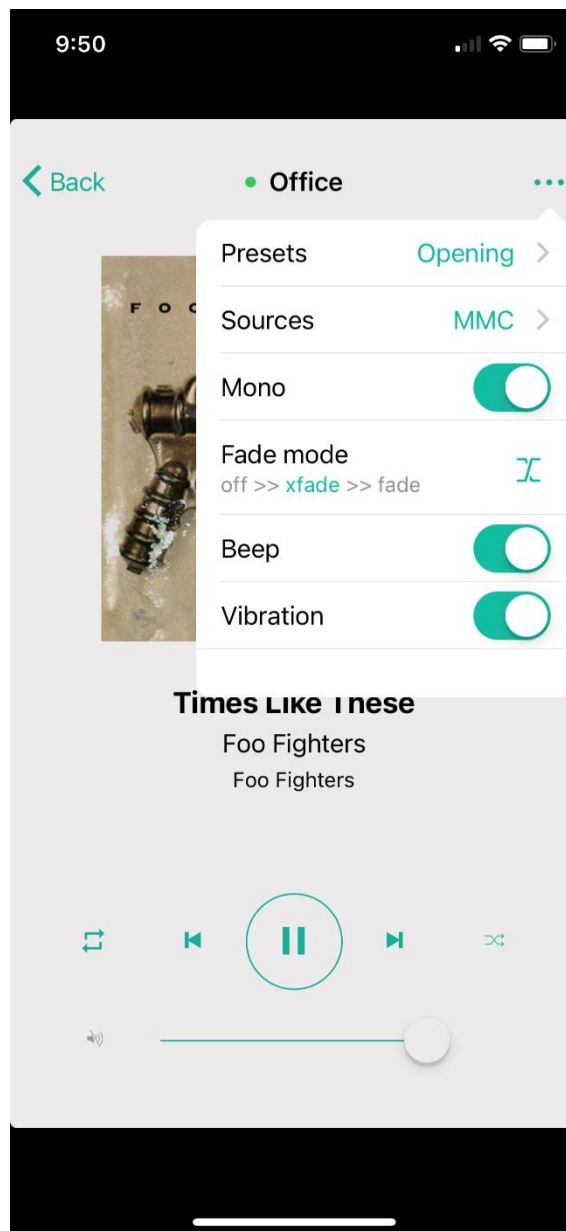 9:50
Back
Office
Presets Opening
Sources MMC
F O
Mono
Fade mode
off >> xfade >> fade
Beep
Vibration
Times Like These
Foo Fighters
Foo Fighters